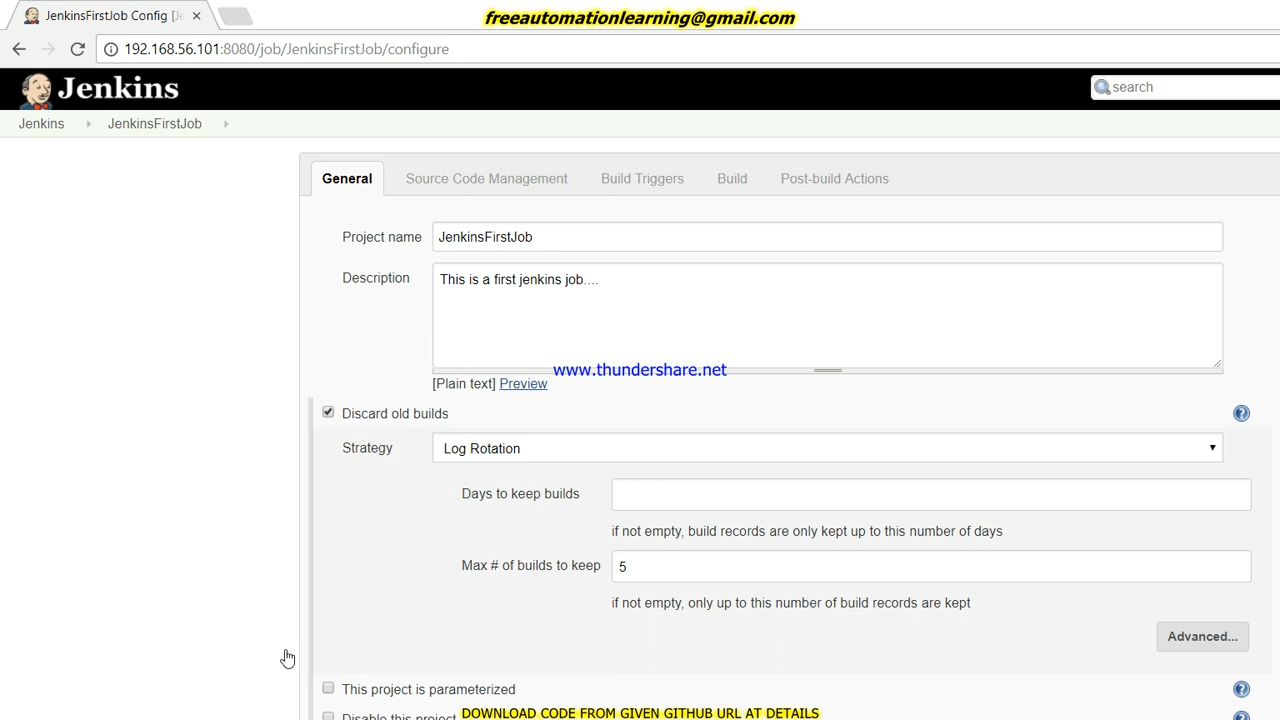 freeautomationlearning@gmail.com
JenkinsFirstJob Config [Je
192.168.56.101:8080/job/JenkinsFirstJob/configure
Jenkins
search
Jenkins JenkinsFirstJob
General Source Code Management Build Triggers Build Post-build Actions
Project name JenkinsFirstJob
Description This is a first jenkins job....
www.thundershare.net
[Plain text] Preview
Discard old builds
Strategy Log Rotation
Days to keep builds
if not empty, build records are only kept up to this number of days
Max # of builds to keep 5
if not empty, only up to this number of build records are kept
Advanced...
This project is parameterized
Disable this project
DOWNLOAD CODE FROM GIVEN GITHUB URL AT DETAILS